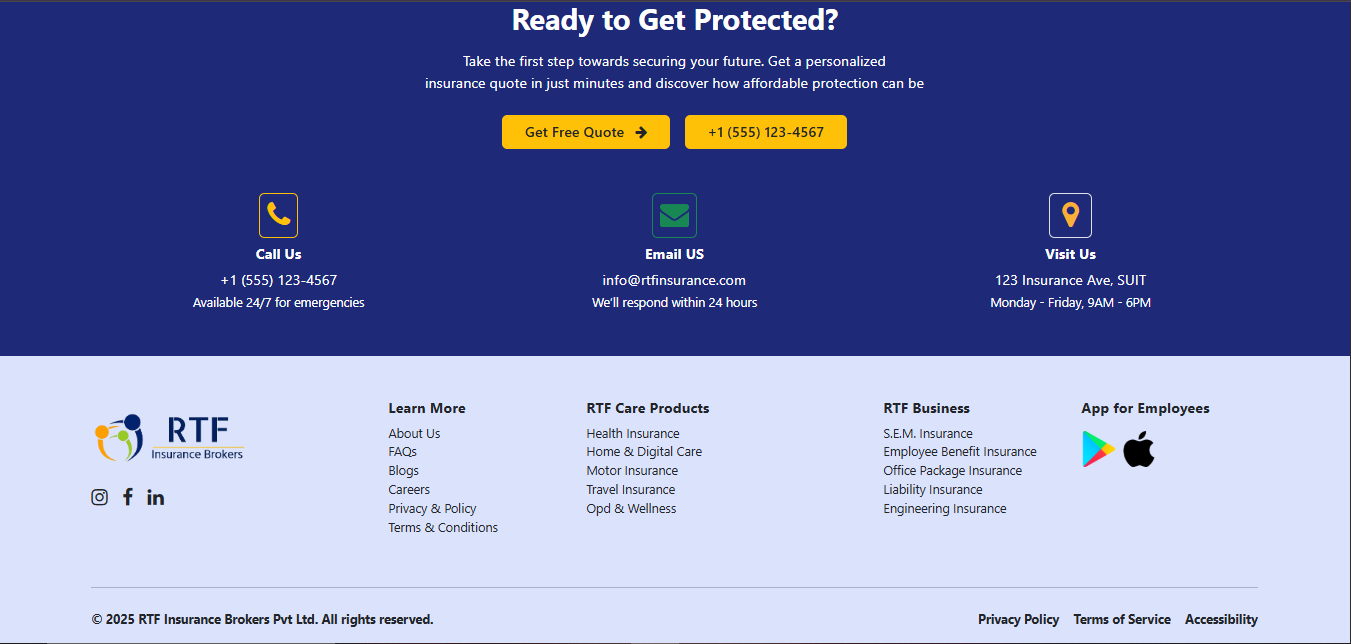 Ready to Get Protected?
Take the first step towards securing your future. Get a personalized
insurance quote in just minutes and discover how affordable protection can be
Get Free Quote
+1 (555) 123-4567
Call Us
+1 (555) 123-4567
Available 24/7 for emergencies
Email US
info@rtfinsurance.com
We'll respond within 24 hours
Visit Us
123 Insurance Ave, SUIT
Monday - Friday, 9AM - 6PM
RTF
Insurance Brokers
Learn More
About Us
FAQs
Blogs
Careers
Privacy & Policy
Terms & Conditions
RTF Care Products
Health Insurance
Home & Digital Care
Motor Insurance
Travel Insurance
Opd & Wellness
RTF Business
S.E.M. Insurance
Employee Benefit Insurance
Office Package Insurance
Liability Insurance
Engineering Insurance
App for Employees
© 2025 RTF Insurance Brokers Pvt Ltd. All rights reserved.
Privacy Policy
Terms of Service
Accessibility